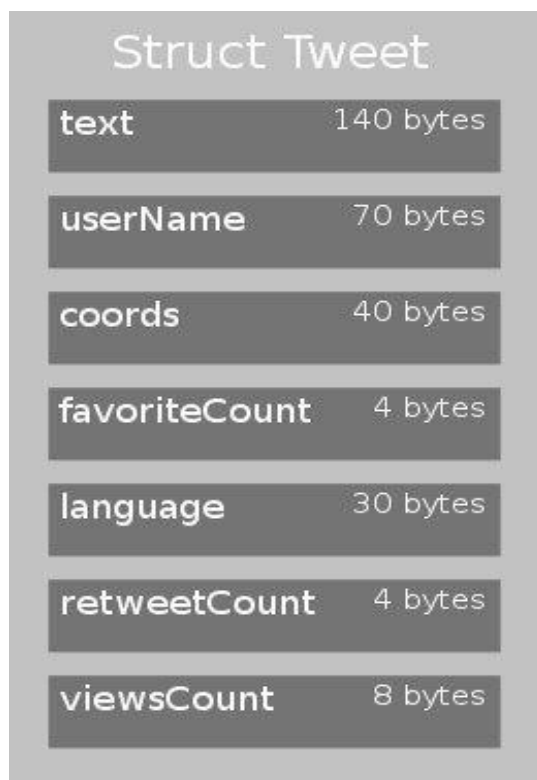 Struct Tweet
text 140 bytes
userName 70 bytes
coords 40 bytes
favoriteCount 4 bytes
language 30 bytes
retweetCount 4 bytes
viewsCount 8 bytes